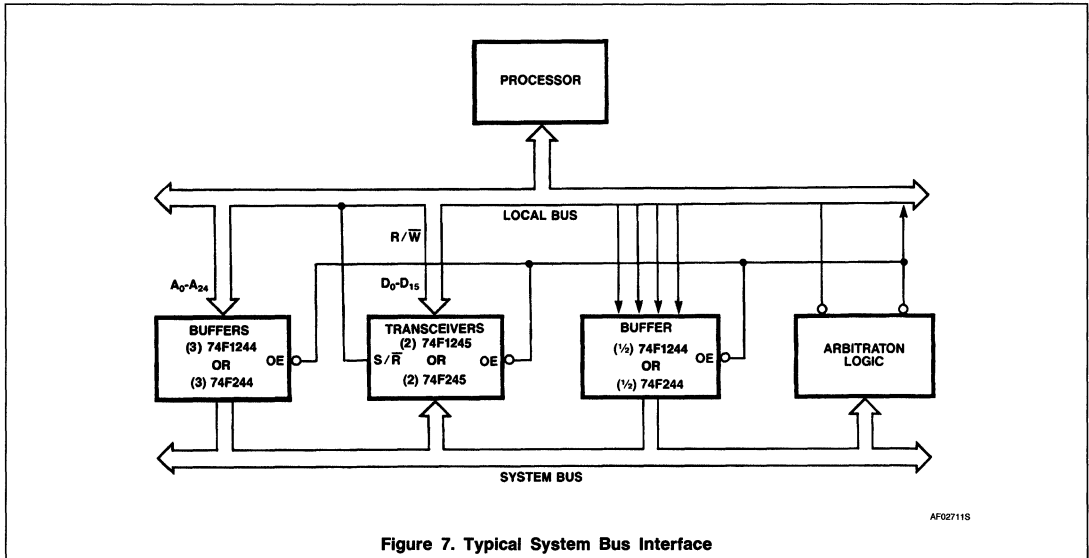 PROCESSOR
LOCAL BUS
R/W̅
A₀-A₂₄
D₀-D₁₅
BUFFERS
(3) 74F1244
OR
(3) 74F244
OE
TRANSCEIVERS
(2) 74F1245
OR
(2) 74F245
S/R̅
OE
BUFFER
(½) 74F1244
OR
(½) 74F244
OE
ARBITRATON
LOGIC
SYSTEM BUS
AF02711S
Figure 7. Typical System Bus Interface